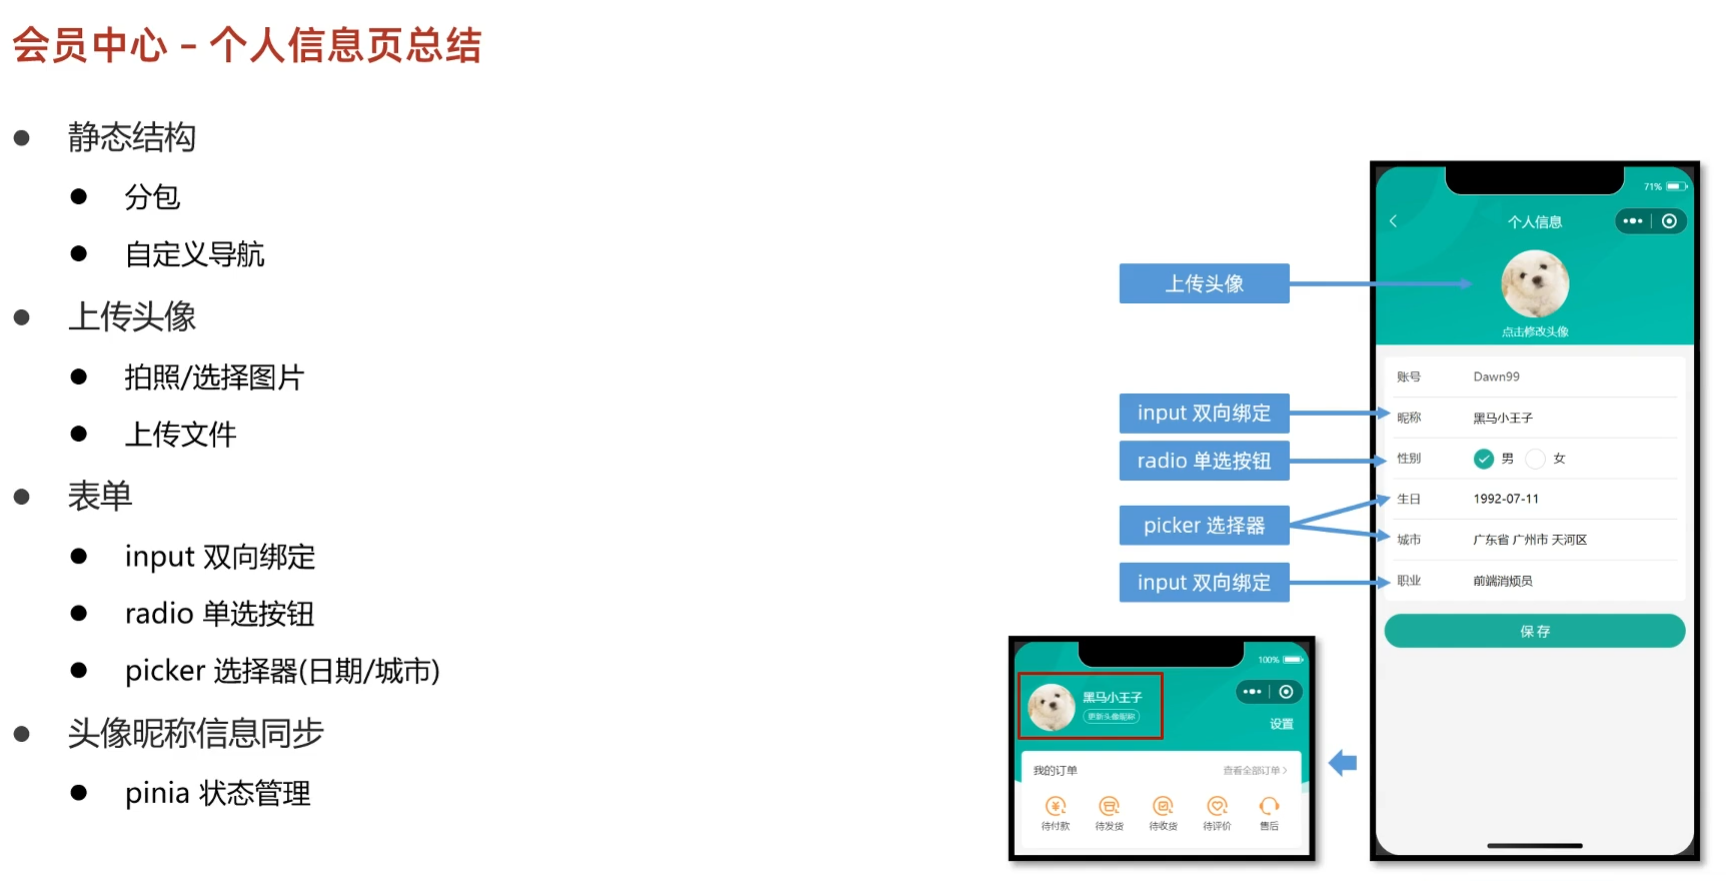 会员中心 – 个人信息页总结
静态结构
分包
自定义导航
上传头像
拍照/选择图片
上传文件
表单
input 双向绑定
radio 单选按钮
picker 选择器(日期/城市)
头像昵称信息同步
pinia 状态管理
上传头像
input 双向绑定
radio 单选按钮
picker 选择器
input 双向绑定
71%
个人信息
点击修改头像
账号 Dawn99
昵称 黑马小王子
性别 男 女
生日 1992-07-11
城市 广东省 广州市 天河区
职业 前端消烦员
保 存
100%
黑马小王子
更新头像昵称
设置
我的订单 查看全部订单
待付款 待发货 待收货 待评价 售后